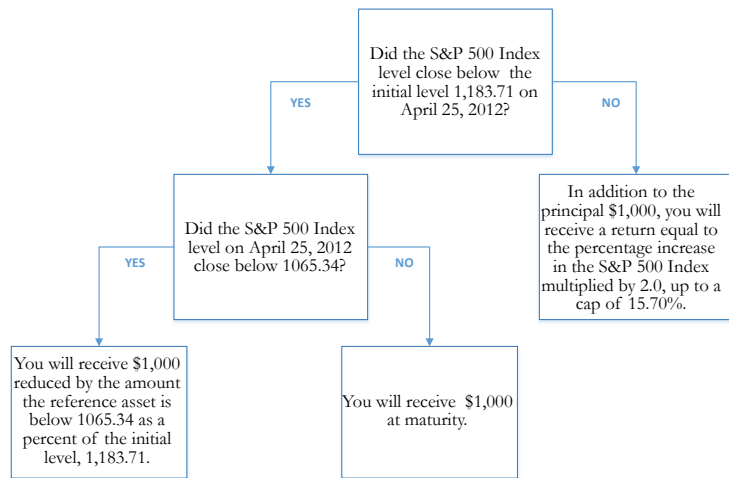 Did the S&P 500 Index
level close below the
initial level 1,183.71 on
April 25, 2012?
YES
NO
Did the S&P 500 Index
level on April 25, 2012
close below 1065.34?
In addition to the
principal $1,000, you will
receive a return equal to
the percentage increase
in the S&P 500 Index
multiplied by 2.0, up to a
cap of 15.70%.
YES
NO
You will receive $1,000
reduced by the amount
the reference asset is
below 1065.34 as a
percent of the initial
level, 1,183.71.
You will receive $1,000
at maturity.